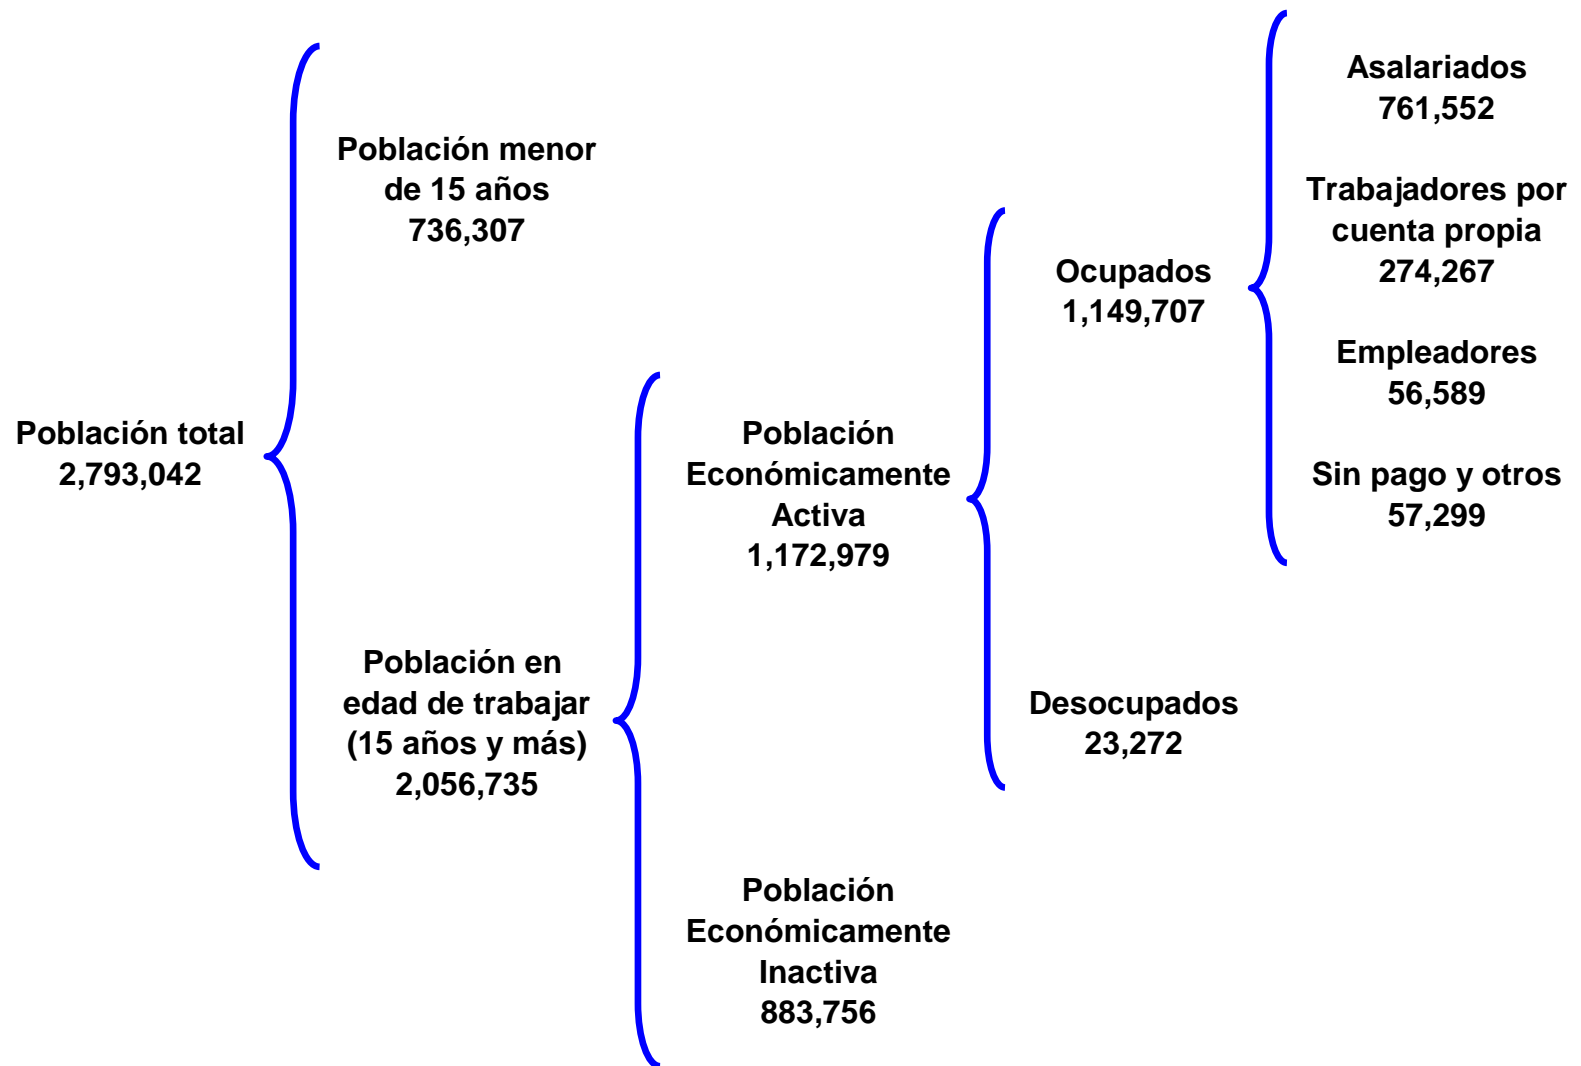 Población total
2,793,042
Población menor
de 15 años
736,307
Población en
edad de trabajar
(15 años y más)
2,056,735
Población
Económicamente
Activa
1,172,979
Población
Económicamente
Inactiva
883,756
Ocupados
1,149,707
Desocupados
23,272
Asalariados
761,552
Trabajadores por
cuenta propia
274,267
Empleadores
56,589
Sin pago y otros
57,299